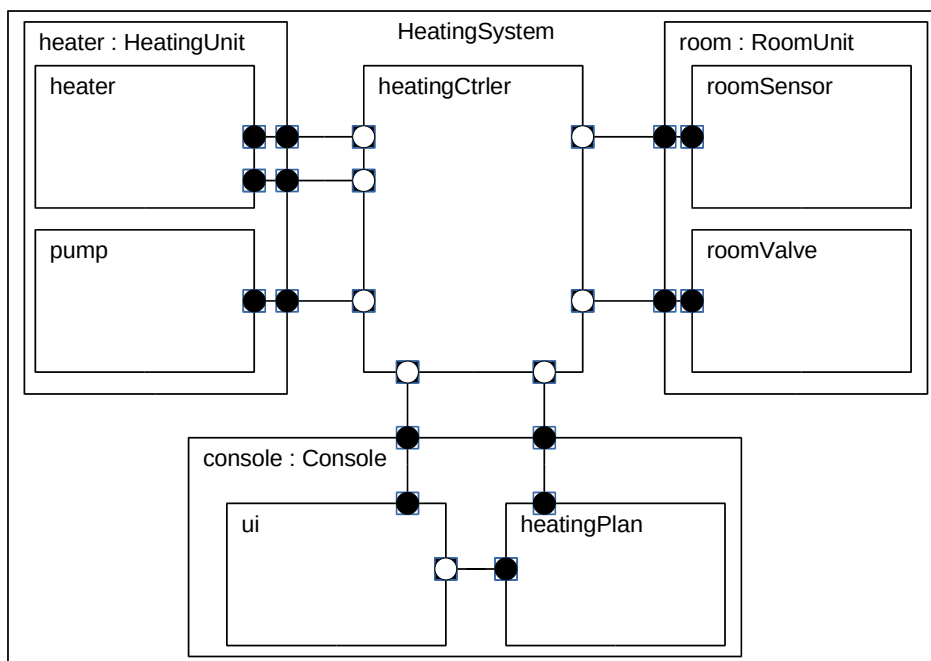 HeatingSystem
heater : HeatingUnit
room : RoomUnit
heater
heatingCtrler
roomSensor
pump
roomValve
console : Console
ui
heatingPlan